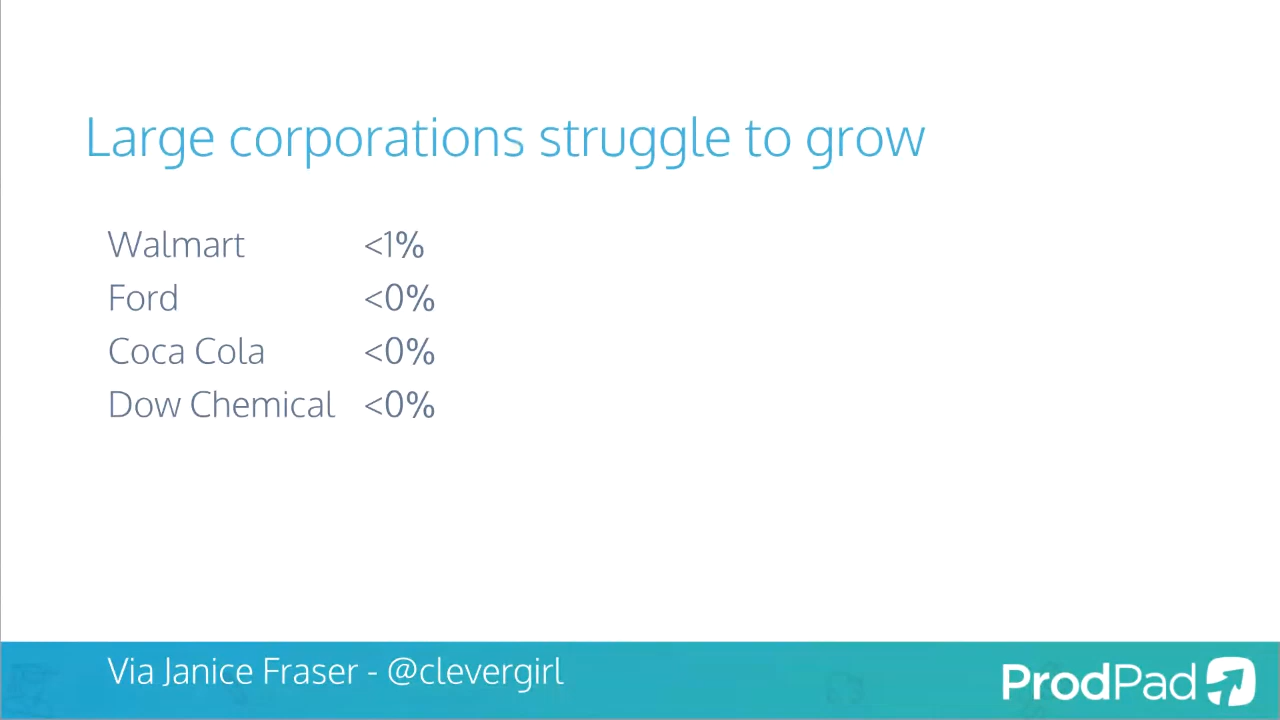 Large corporations struggle to grow
Walmart <1%
Ford <0%
Coca Cola <0%
Dow Chemical <0%
Via Janice Fraser - @clevergirl
ProdPad